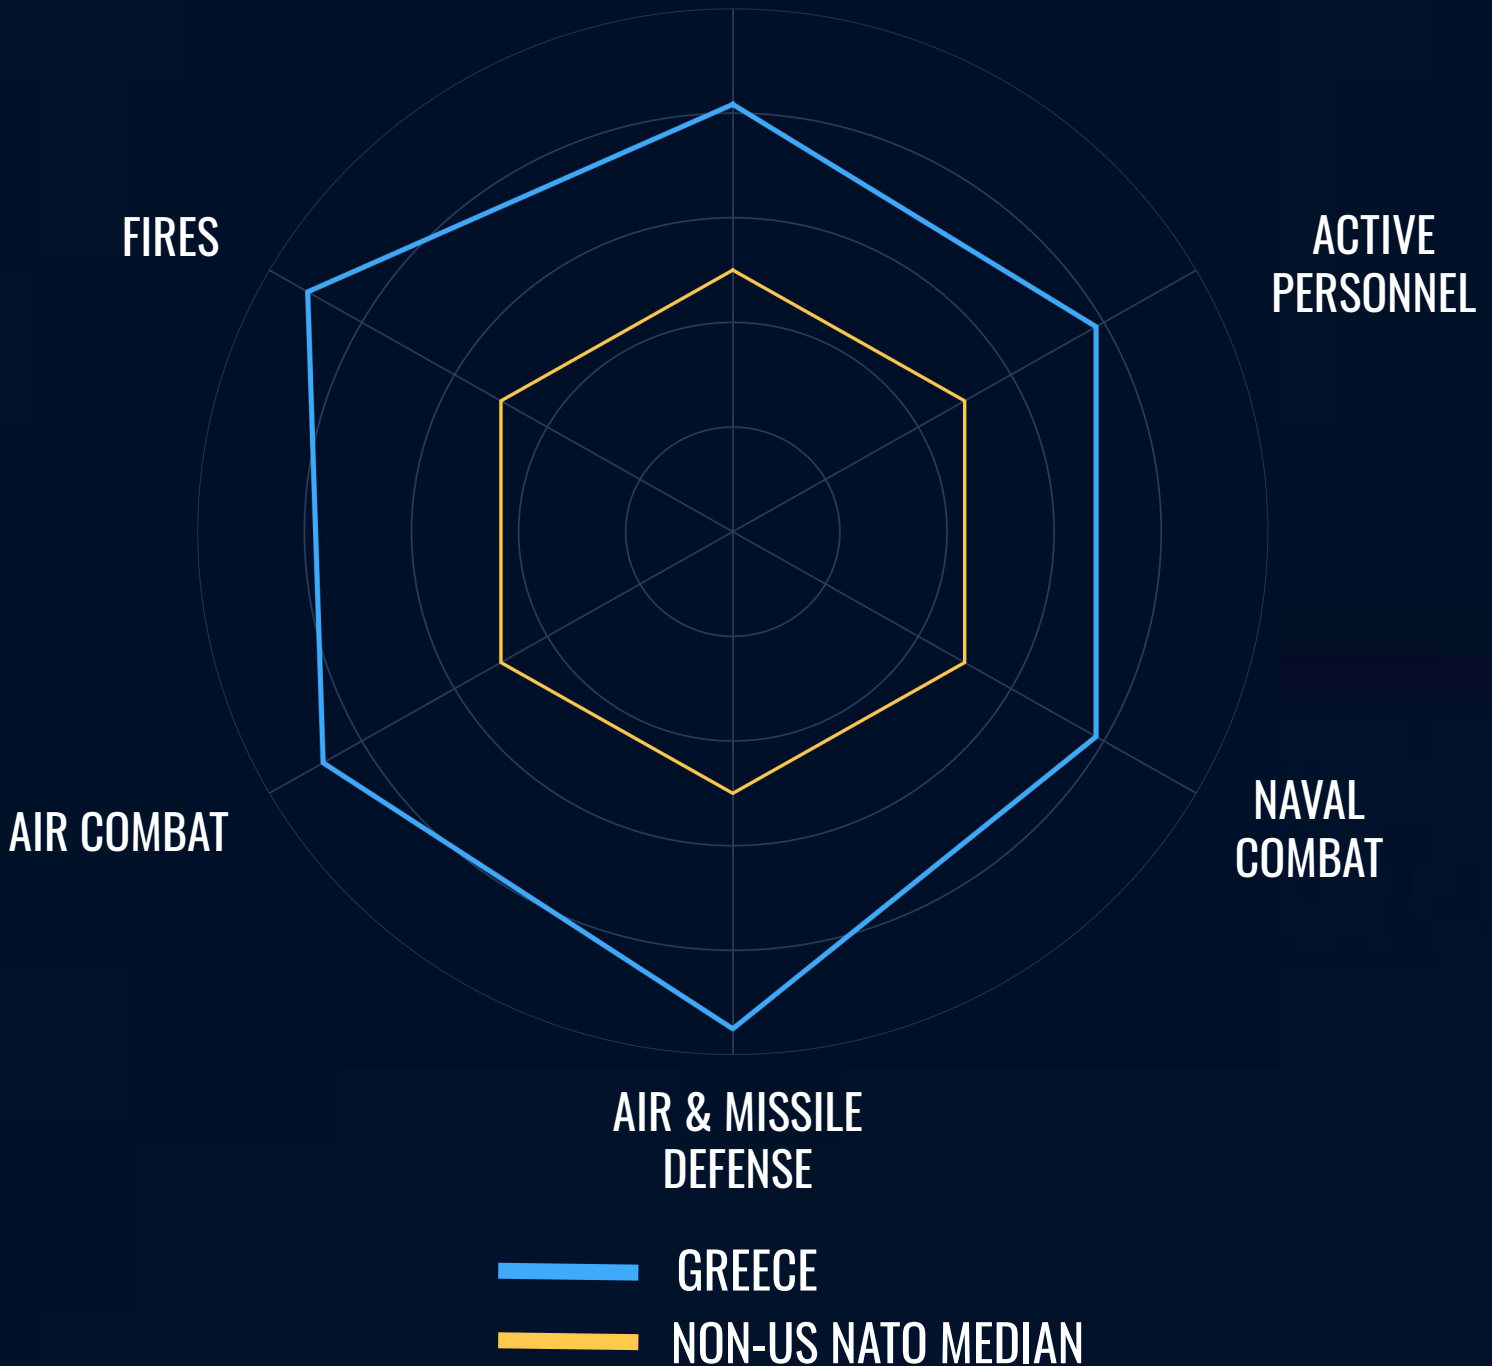 FIRES
ACTIVE
PERSONNEL
AIR COMBAT
NAVAL
COMBAT
AIR & MISSILE
DEFENSE
GREECE
NON-US NATO MEDIAN